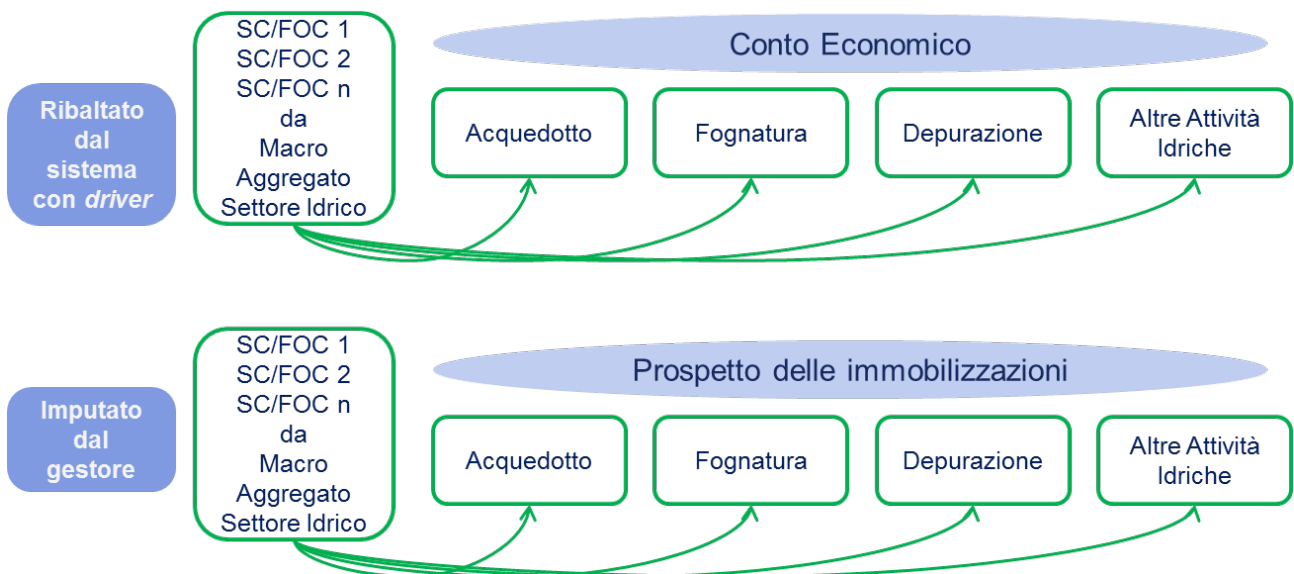 Ribaltato
dal
sistema
con driver
SC/FOC 1
SC/FOC 2
SC/FOC n
da
Macro
Aggregato
Settore Idrico
Conto Economico
Acquedotto
Fognatura
Depurazione
Altre Attività
Idriche
Imputato
dal
gestore
SC/FOC 1
SC/FOC 2
SC/FOC n
da
Macro
Aggregato
Settore Idrico
Prospetto delle immobilizzazioni
Acquedotto
Fognatura
Depurazione
Altre Attività
Idriche